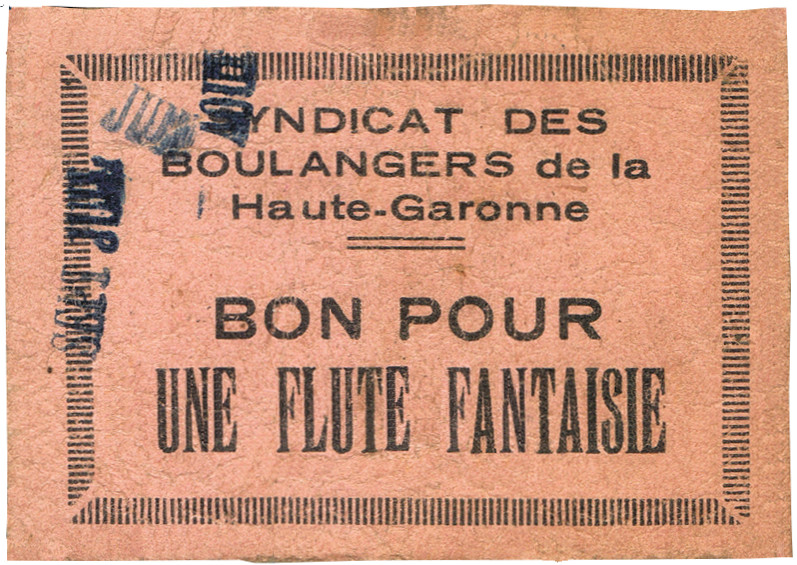 SYNDICAT DES
BOULANGERS de la
Haute-Garonne
BON POUR
UNE FLUTE FANTAISIE